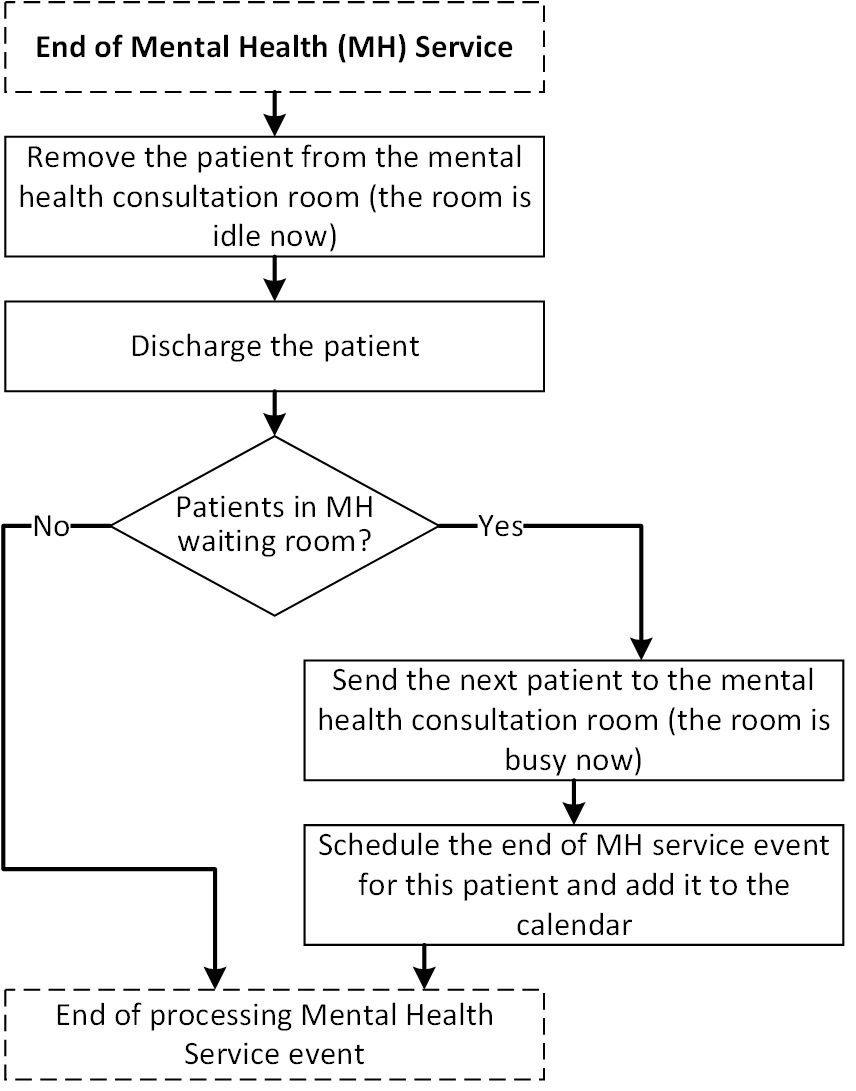 End of Mental Health (MH) Service
Remove the patient from the mental
health consultation room (the room is
idle now)
Discharge the patient
Patients in MH
waiting room?
No
Yes
Send the next patient to the mental
health consultation room (the room is
busy now)
Schedule the end of MH service event
for this patient and add it to the
calendar
End of processing Mental Health
Service event